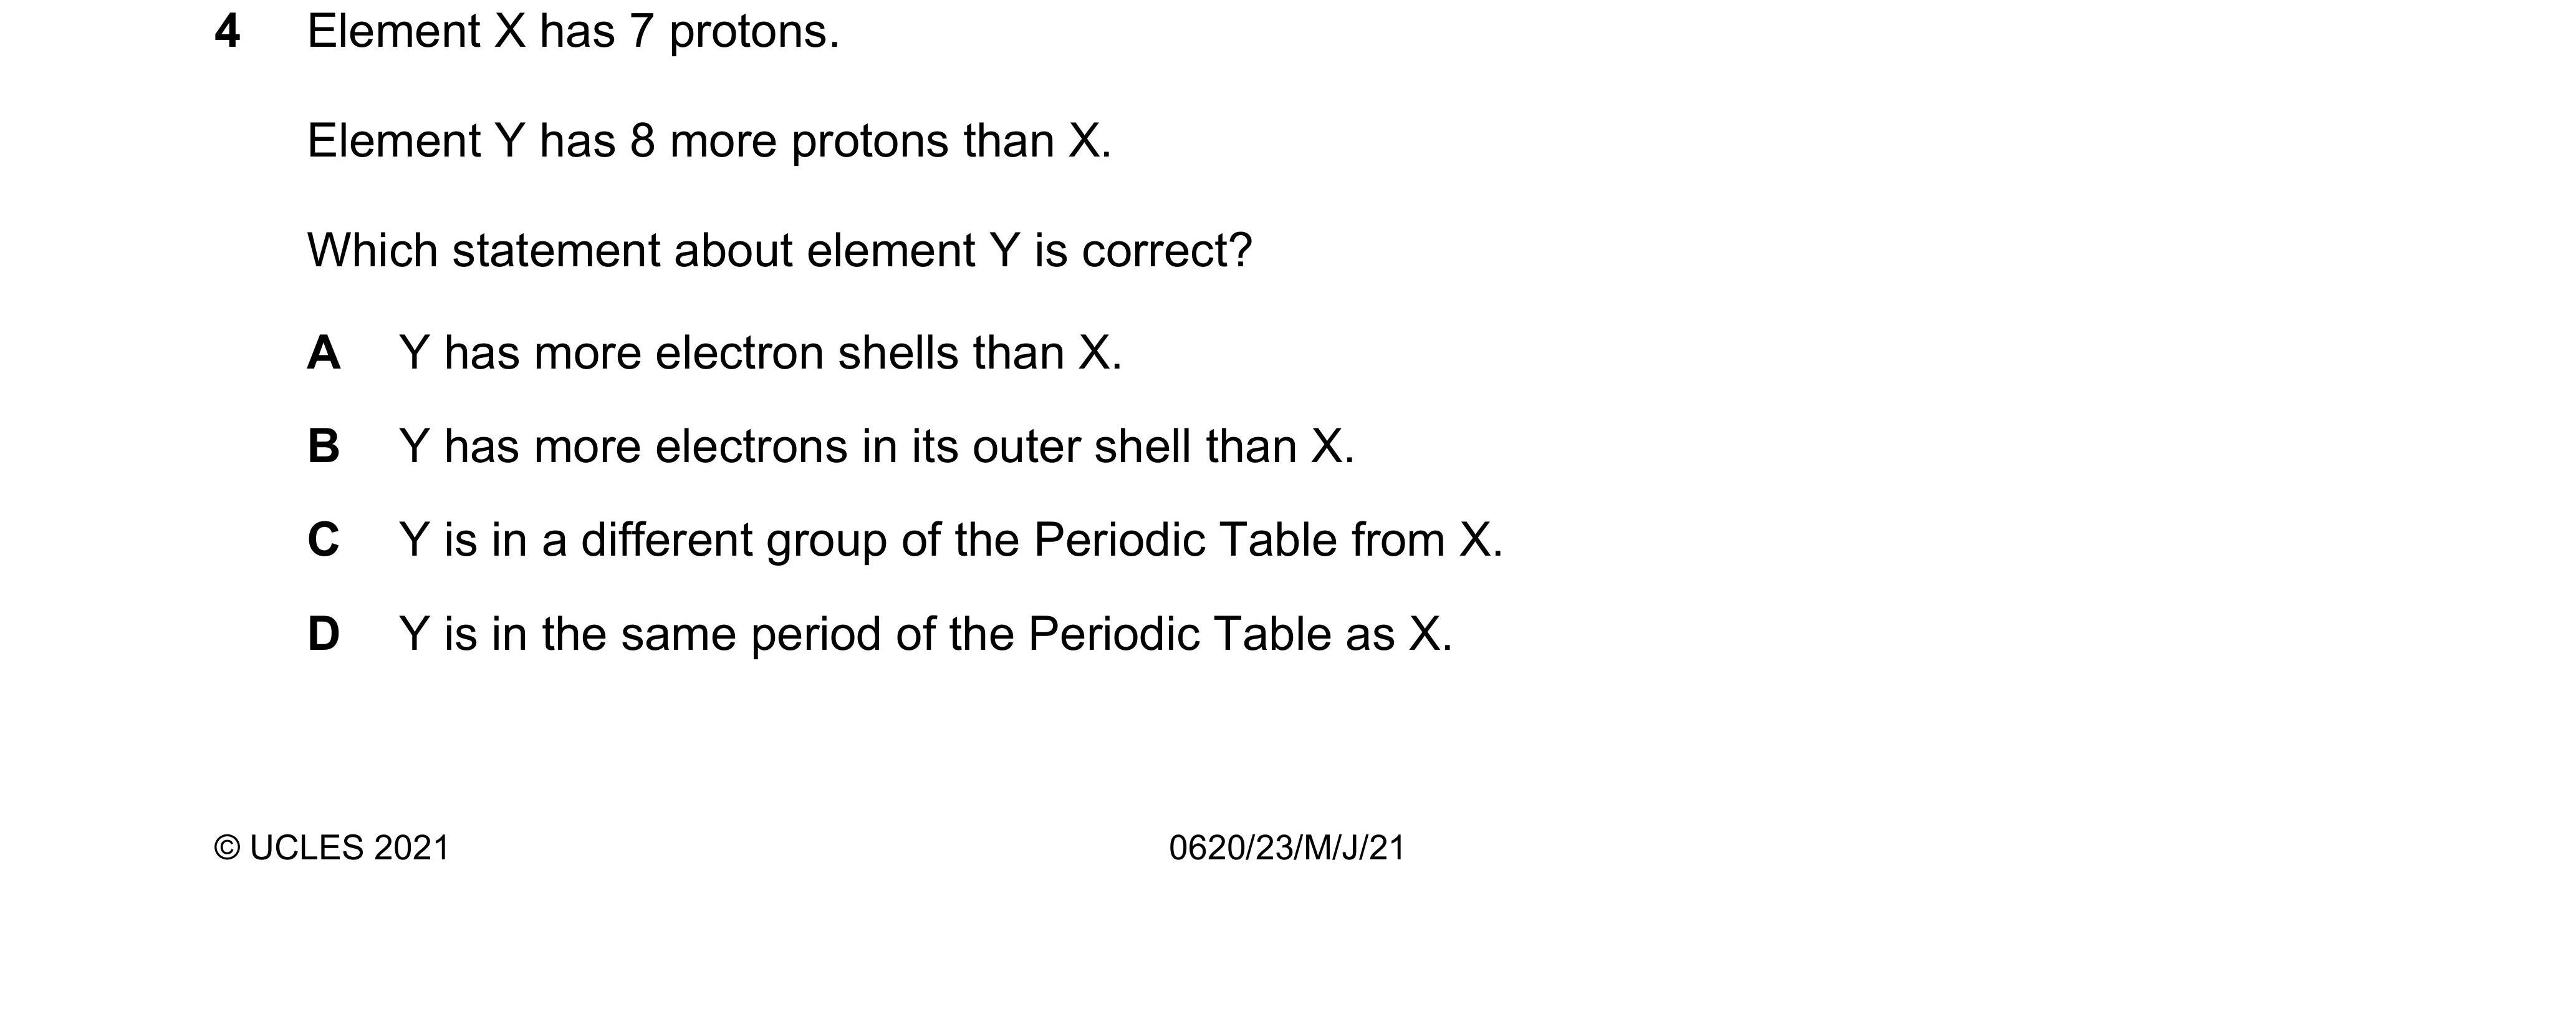 4 Element X has 7 protons.
Element Y has 8 more protons than X.
Which statement about element Y is correct?
A Y has more electron shells than X.
B Y has more electrons in its outer shell than X.
C Y is in a different group of the Periodic Table from X.
D Y is in the same period of the Periodic Table as X.
© UCLES 2021 0620/23/M/J/21